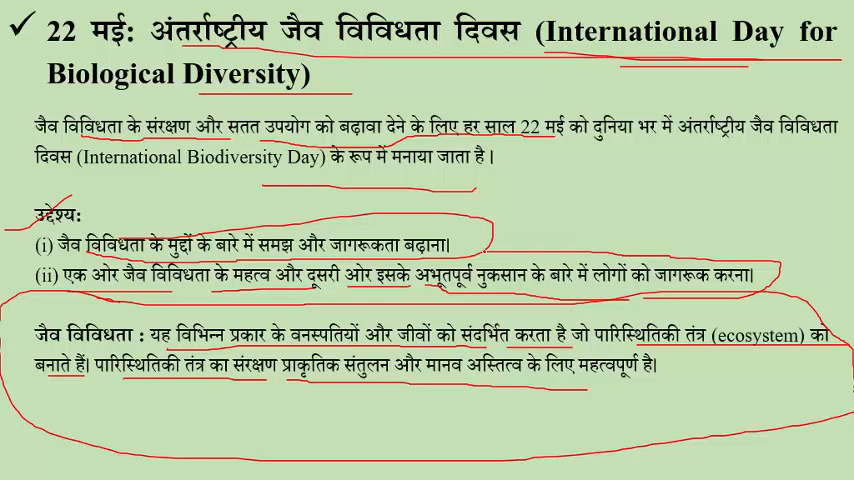 22 मई: अंतर्राष्ट्रीय जैव विविधता दिवस (International Day for
Biological Diversity)
जैव विविधता के संरक्षण और सतत उपयोग को बढ़ावा देने के लिए हर साल 22 मई को दुनिया भर में अंतर्राष्ट्रीय जैव विविधता
दिवस (International Biodiversity Day) के रूप में मनाया जाता है।
उद्देश्य:
(i) जैव विविधता के मुद्दों के बारे में समझ और जागरूकता बढ़ाना।
(ii) एक ओर जैव विविधता के महत्व और दूसरी ओर इसके अभूतपूर्व नुकसान के बारे में लोगों को जागरूक करना।
जैव विविधता : यह विभिन्न प्रकार के वनस्पतियों और जीवों को संदर्भित करता है जो पारिस्थितिकी तंत्र (ecosystem) को
बनाते हैं। पारिस्थितिकी तंत्र का संरक्षण प्राकृतिक संतुलन और मानव अस्तित्व के लिए महत्वपूर्ण है।